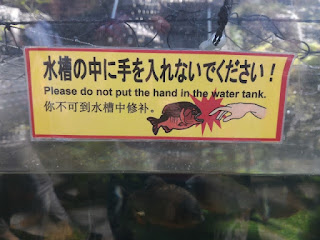 水槽の中に手を入れないでください！
Please do not put the hand in the water tank.
你不可到水槽中修补。